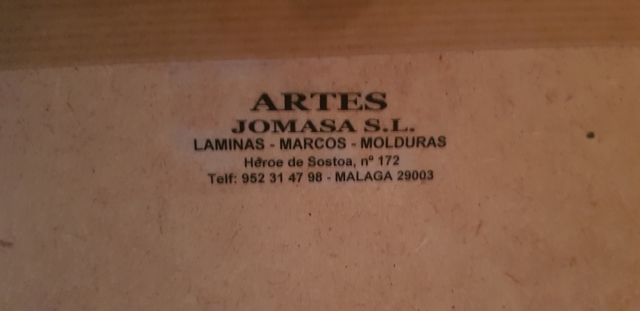 ARTES
JOMASA S.L.
LAMINAS - MARCOS - MOLDURAS
Héroe de Sostoa, nº 172
Telf: 952 31 47 98 - MALAGA 29003